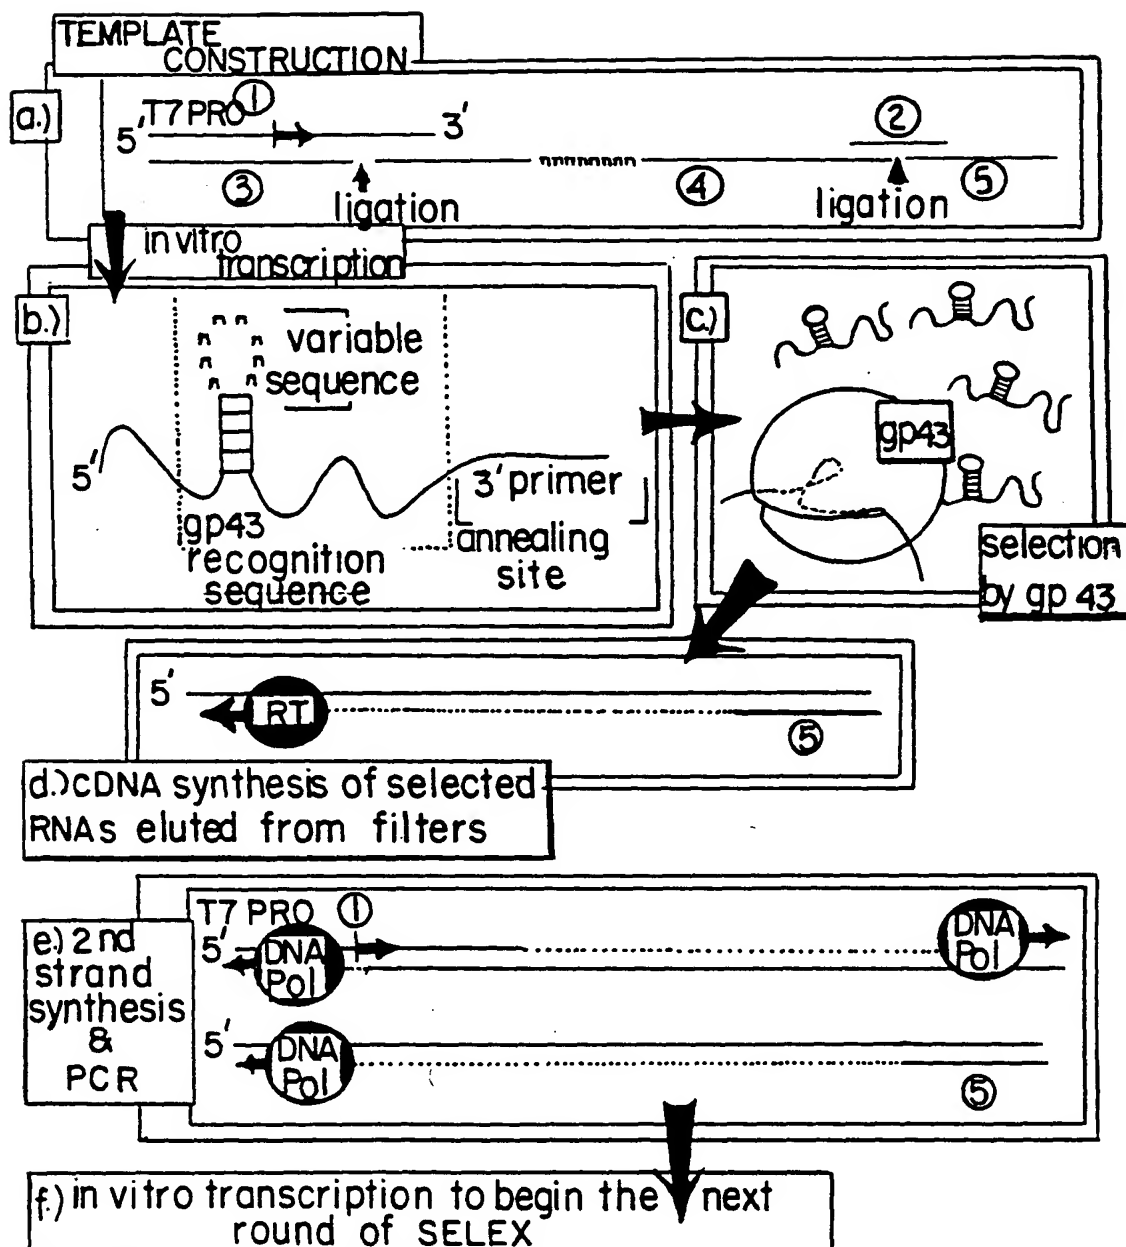 TEMPLATE
CONSTRUCTION
a.)
T7 PRO ①
5' 3'
②
③ ④ ⑤
ligation ligation
in vitro
transcription
b.)
variable
sequence
n n n
n n
n n
5'
3' primer
annealing
site
gp43
recognition
sequence
c.)
gp43
selection
by gp 43
5'
RT
⑤
d.) cDNA synthesis of selected
RNAs eluted from filters
e.) 2nd
strand
synthesis
&
PCR
T7 PRO ①
5' DNA
Pol
DNA
Pol
5' DNA
Pol
⑤
f.) in vitro transcription to begin the next
round of SELEX